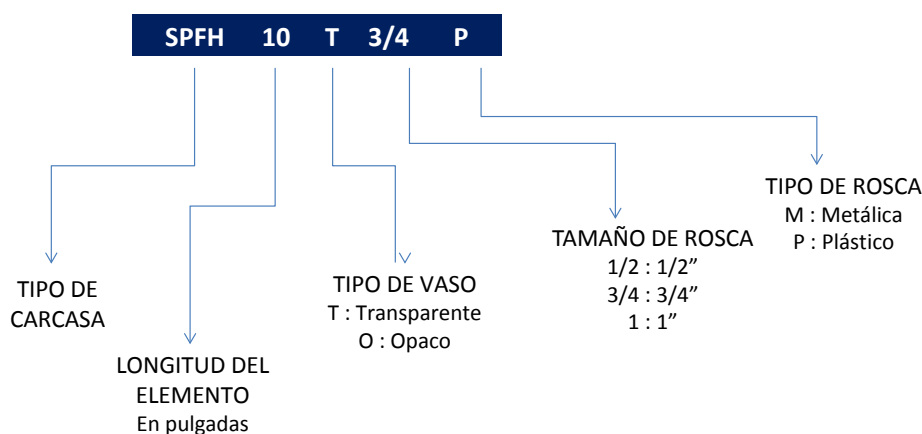 SPFH 10 T 3/4 P
TIPO DE
CARCASA
LONGITUD DEL
ELEMENTO
En pulgadas
TIPO DE VASO
T : Transparente
O : Opaco
TAMAÑO DE ROSCA
1/2 : 1/2”
3/4 : 3/4”
1 : 1”
TIPO DE ROSCA
M : Metálica
P : Plástico